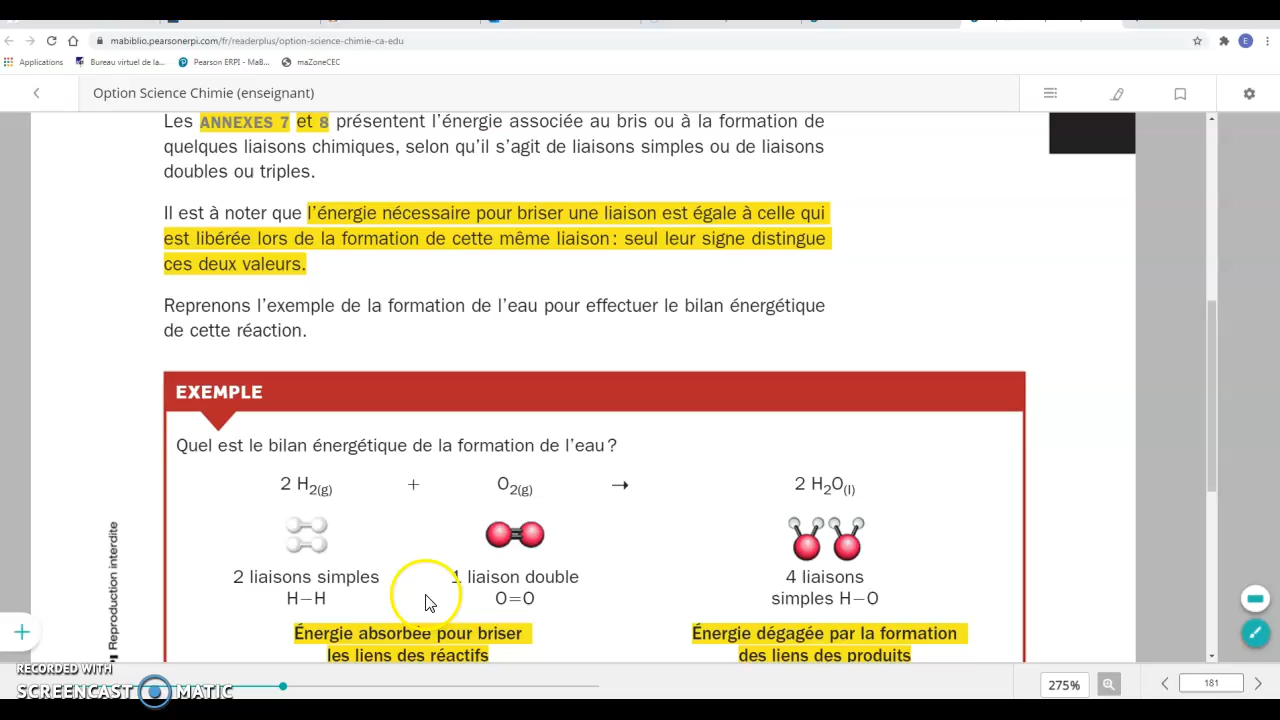 mabiblio.pearsonerpi.com/fr/readerplus/option-science-chimie-ca-edu
E
Applications Bureau virtuel de la... Pearson ERPI - MaB... maZoneCEC
Option Science Chimie (enseignant)
Les ANNEXES 7 et 8 présentent l'énergie associée au bris ou à la formation de
quelques liaisons chimiques, selon qu'il s'agit de liaisons simples ou de liaisons
doubles ou triples.
Il est à noter que l'énergie nécessaire pour briser une liaison est égale à celle qui
est libérée lors de la formation de cette même liaison : seul leur signe distingue
ces deux valeurs.
Reprenons l'exemple de la formation de l'eau pour effectuer le bilan énergétique
de cette réaction.
EXEMPLE
Quel est le bilan énergétique de la formation de l'eau ?
2 H2(g) + O2(g) → 2 H2O(l)
2 liaisons simples 1 liaison double 4 liaisons
H–H O=O simples H–O
Énergie absorbée pour briser Énergie dégagée par la formation
les liens des réactifs des liens des produits
Reproduction interdite
RECORDED WITH
SCREENCAST MATIC
275% 181